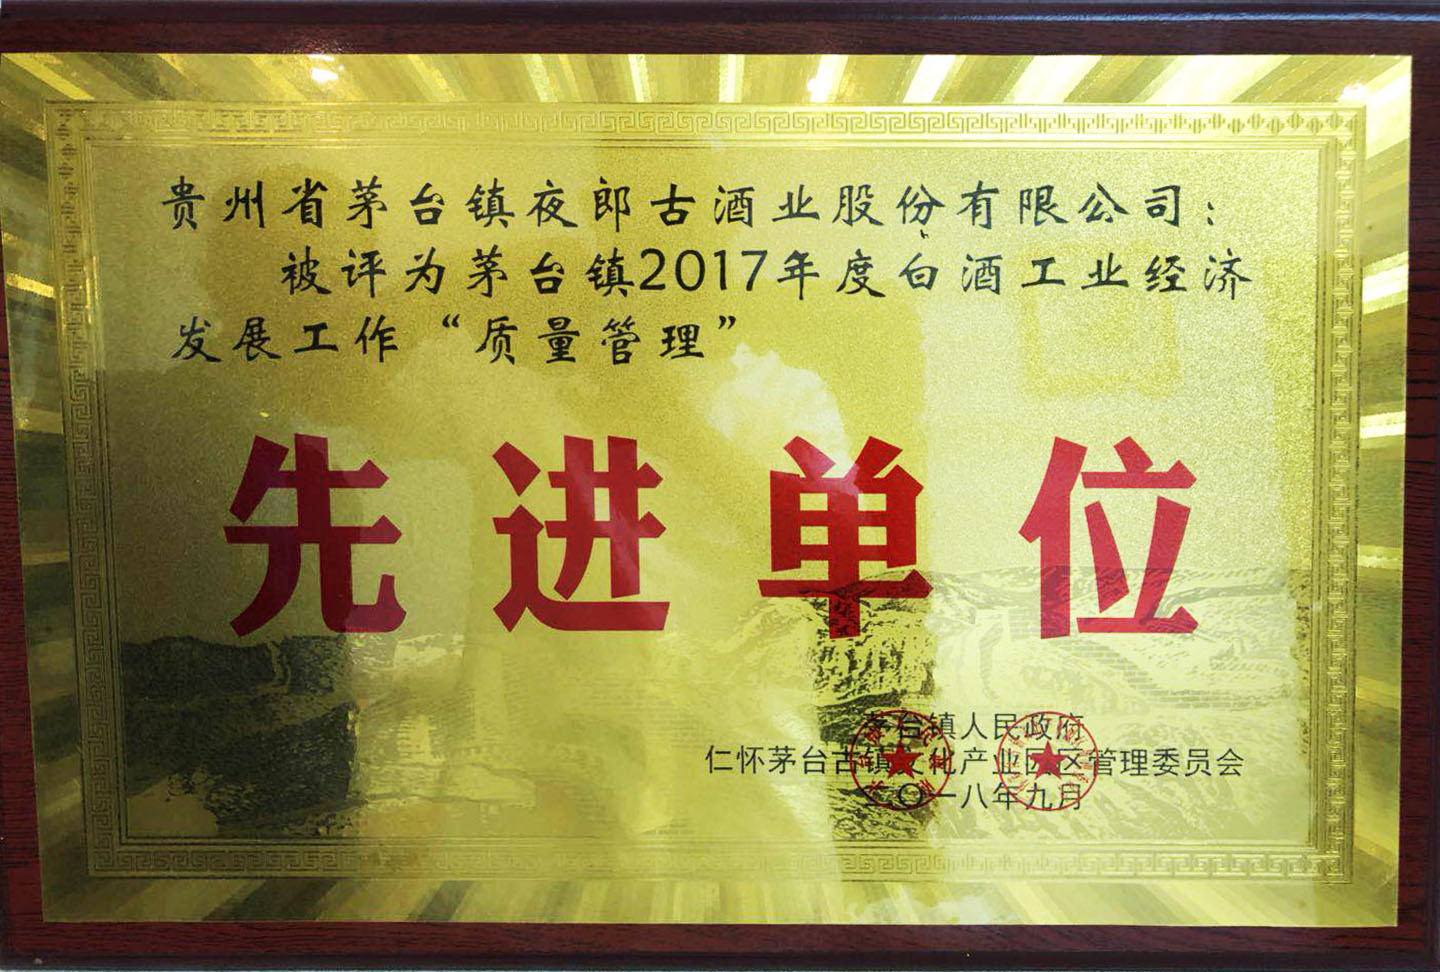 贵州省茅台镇夜郎古酒业股份有限公司：
被评为茅台镇2017年度白酒工业经济
发展工作“质量管理”
先进单位
茅台镇人民政府
仁怀茅台古镇文化产业园区管理委员会
二〇一八年九月